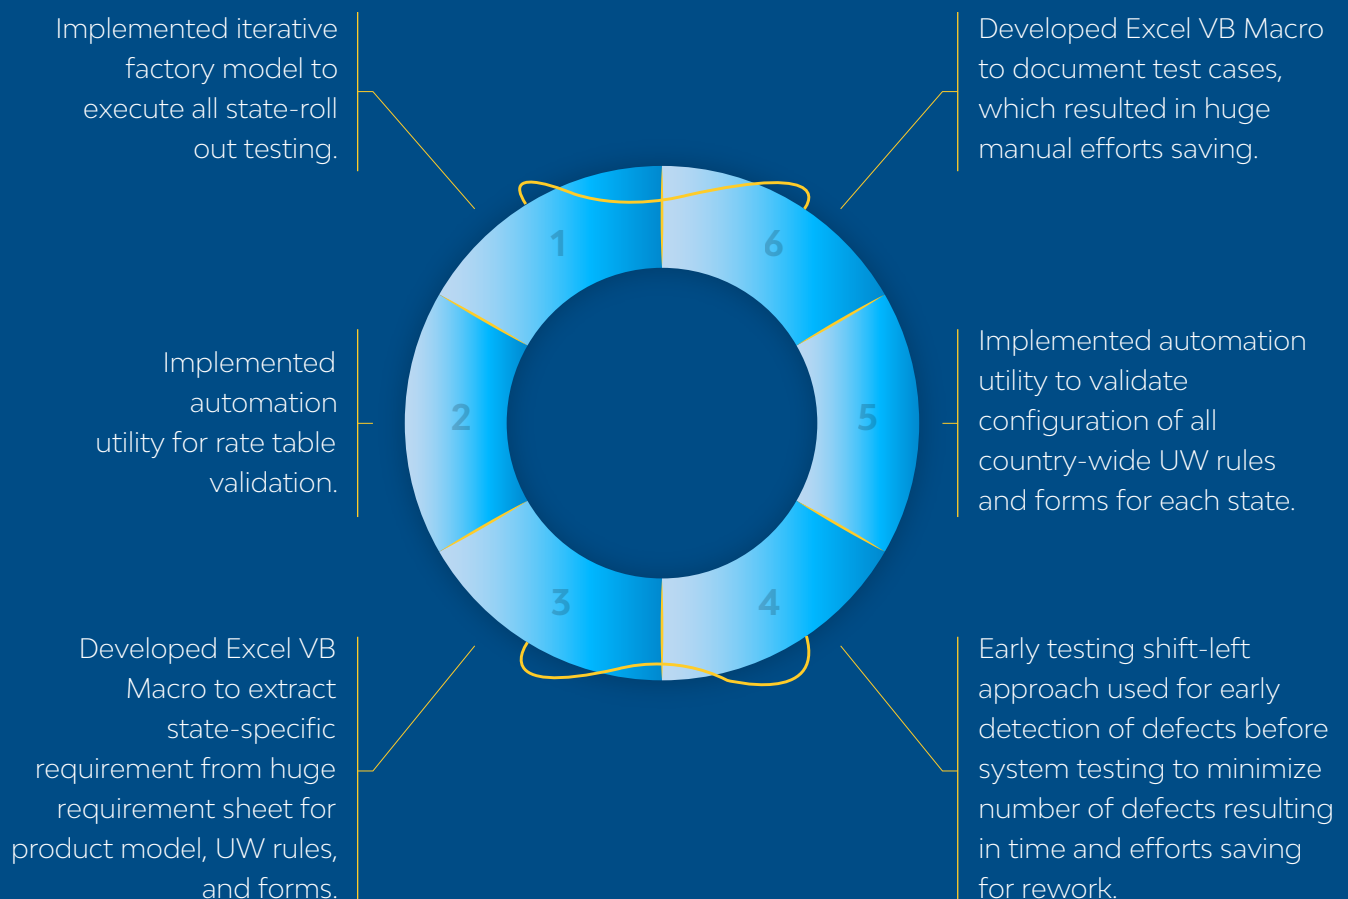 Implemented iterative
factory model to
execute all state-roll
out testing.
1
Implemented
automation
utility for rate table
validation.
2
Developed Excel VB
Macro to extract
state-specific
requirement from huge
requirement sheet for
product model, UW rules,
and forms.
3
Early testing shift-left
approach used for early
detection of defects before
system testing to minimize
number of defects resulting
in time and efforts saving
for rework.
4
Implemented automation
utility to validate
configuration of all
country-wide UW rules
and forms for each state.
5
Developed Excel VB Macro
to document test cases,
which resulted in huge
manual efforts saving.
6